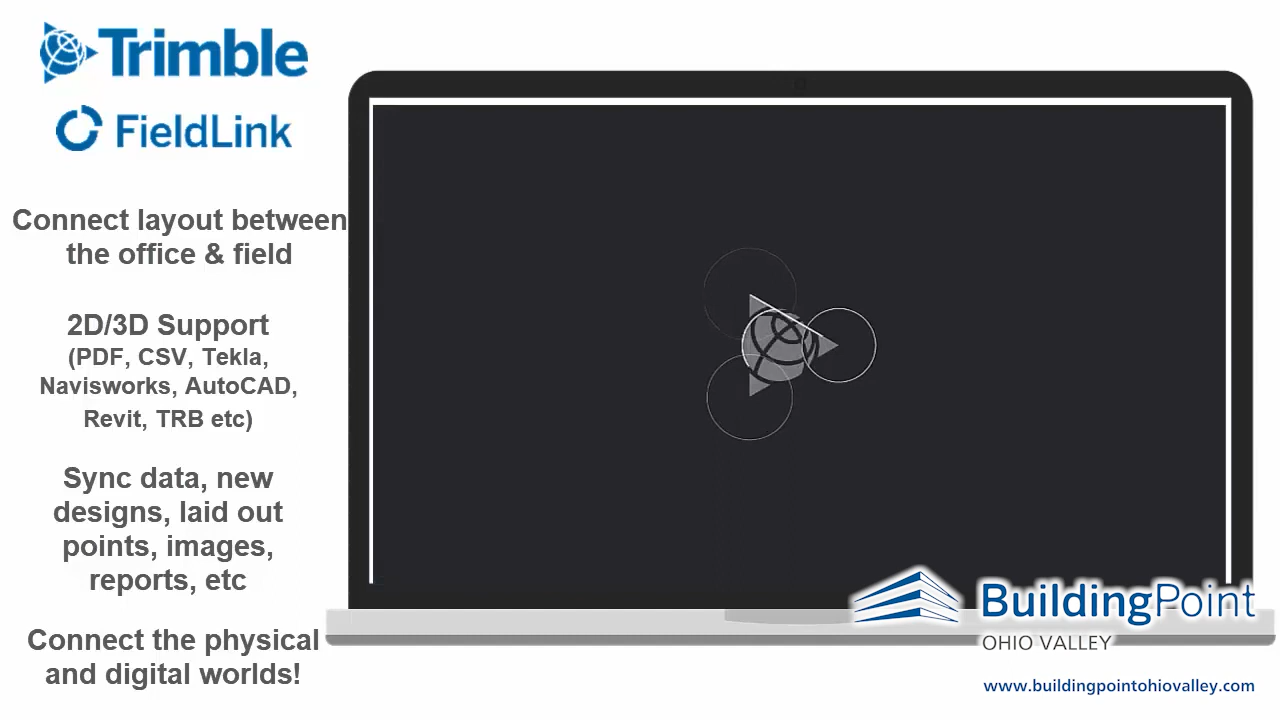 Trimble
FieldLink
Connect layout between
the office & field
2D/3D Support
(PDF, CSV, Tekla,
Navisworks, AutoCAD,
Revit, TRB etc)
Sync data, new
designs, laid out
points, images,
reports, etc
Connect the physical
and digital worlds!
BuildingPoint
OHIO VALLEY
www.buildingpointohiovalley.com